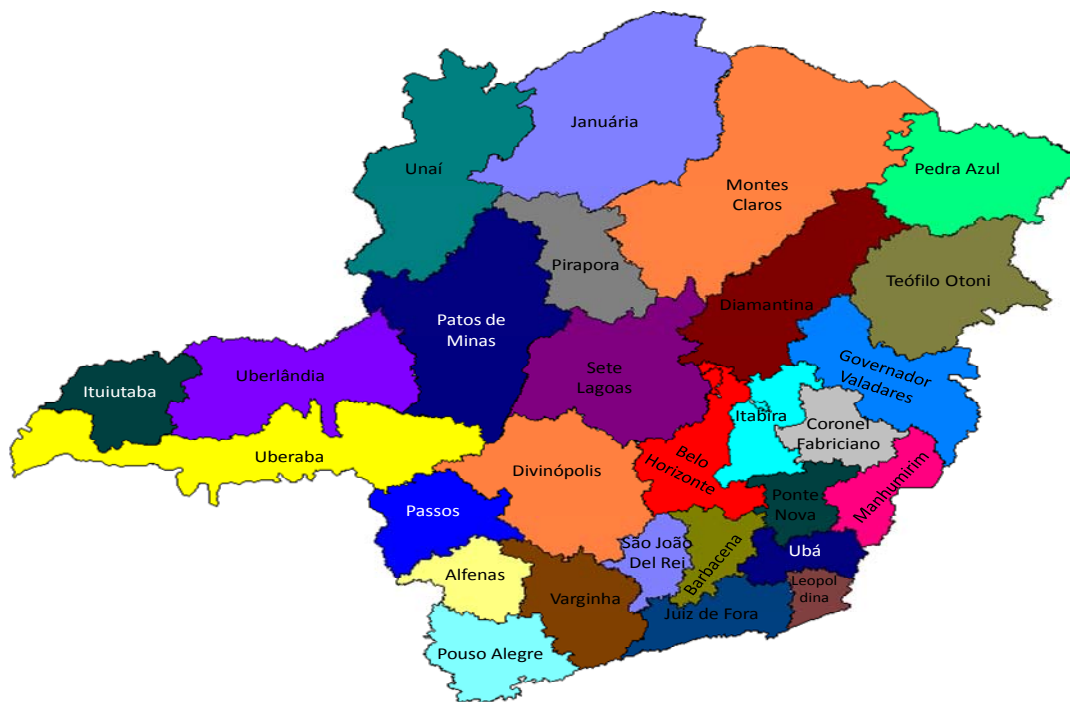 Januária
Unaí
Pedra Azul
Montes
Claros
Pirapora
Teófilo Otoni
Diamantina
Patos de
Minas
Governador
Valadares
Sete
Lagoas
Uberlândia
Ituiutaba
Itabira
Coronel
Fabriciano
Uberaba
Divinópolis
Belo
Horizonte
Manhumirim
Passos
Ponte
Nova
São João
Del Rei
Barbacena
Ubá
Alfenas
Leopol
dina
Varginha
Juiz de Fora
Pouso Alegre